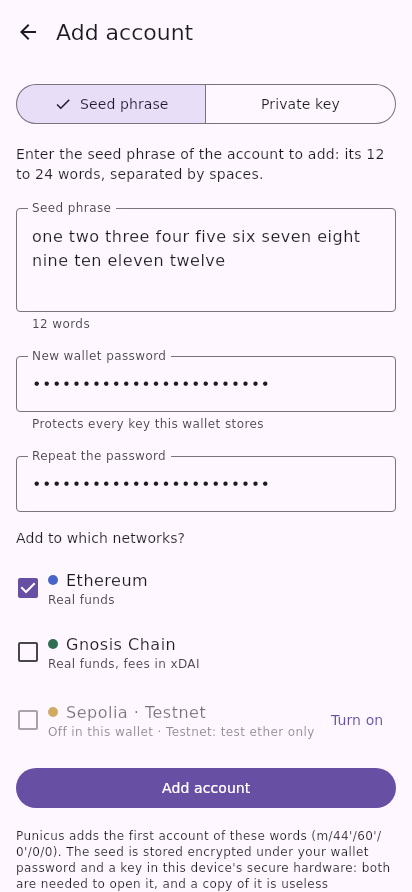 Add account
Seed phrase
Private key
Enter the seed phrase of the account to add: its 12
to 24 words, separated by spaces.
Seed phrase
one two three four five six seven eight
nine ten eleven twelve
12 words
New wallet password
••••••••••••••••••••••••
Protects every key this wallet stores
Repeat the password
••••••••••••••••••••••••
Add to which networks?
Ethereum
Real funds
Gnosis Chain
Real funds, fees in xDAI
Sepolia · Testnet
Off in this wallet · Testnet: test ether only
Turn on
Add account
Punicus adds the first account of these words (m/44'/60'/
0'/0/0). The seed is stored encrypted under your wallet
password and a key in this device's secure hardware: both
are needed to open it, and a copy of it is useless